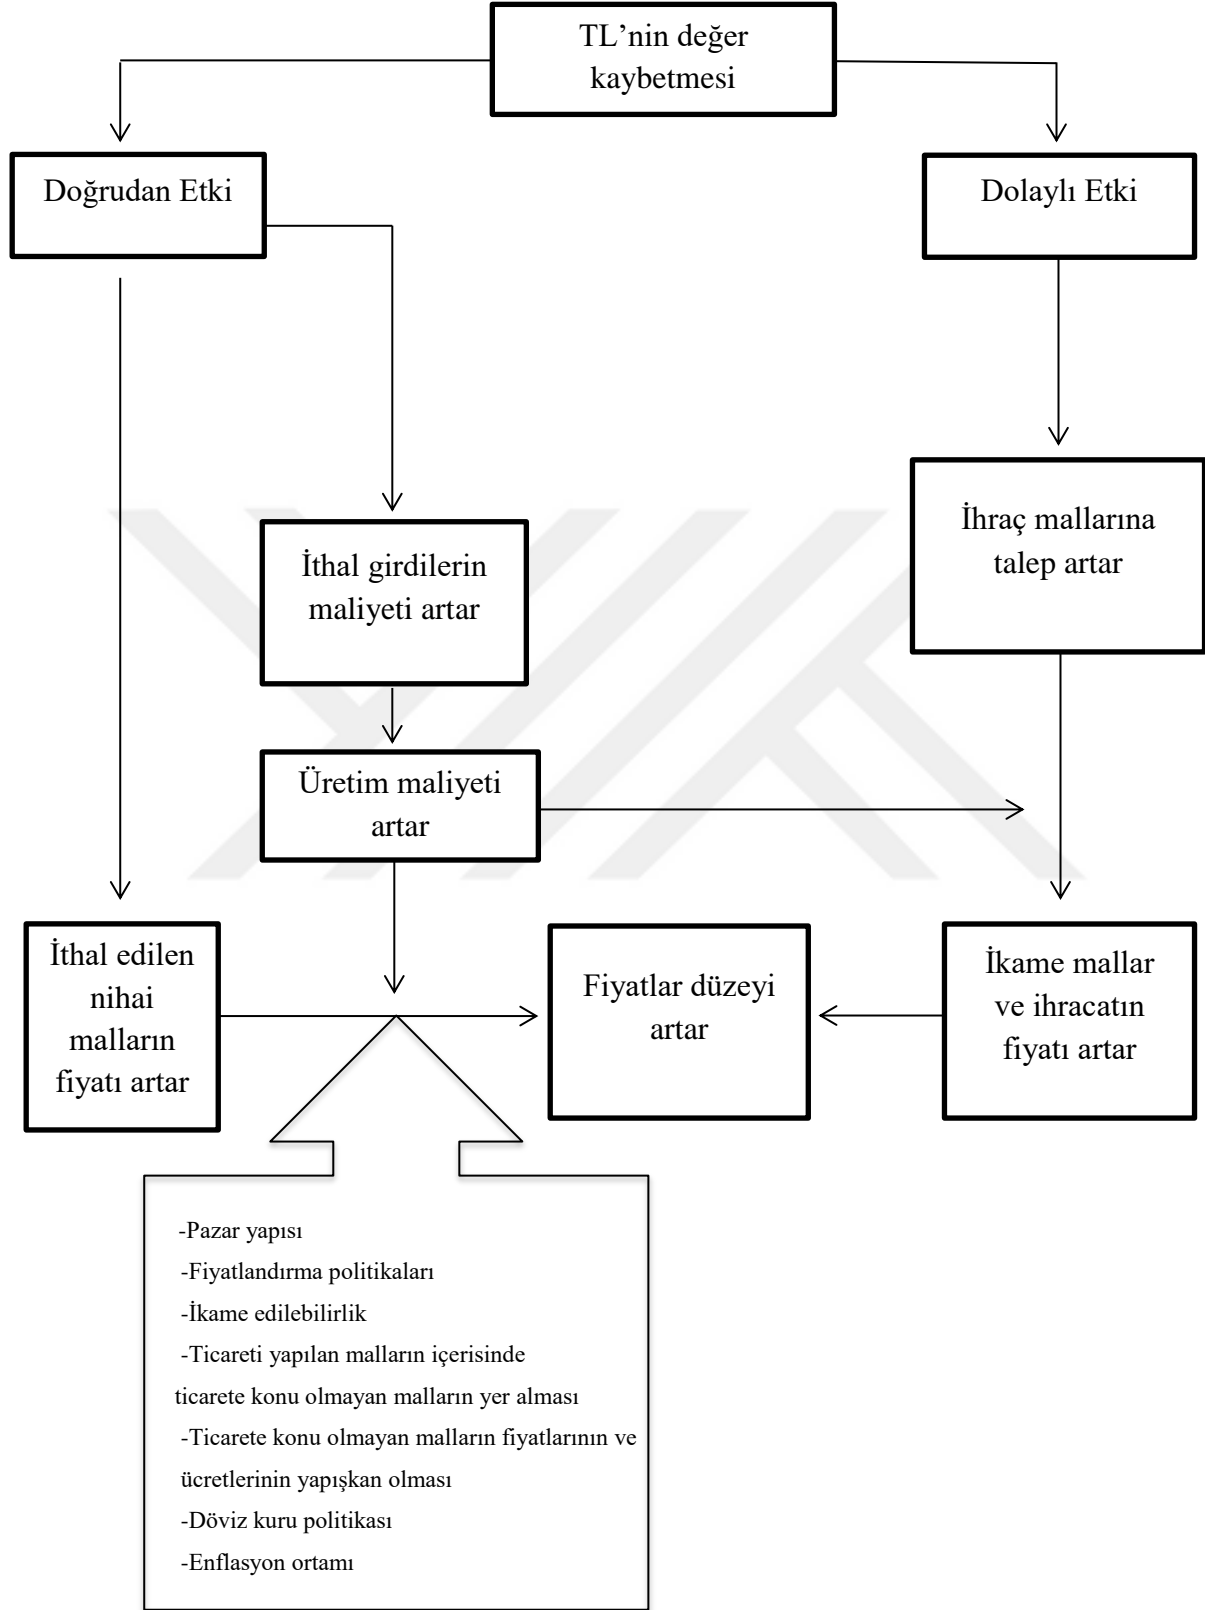 TL’nin değer
kaybetmesi
Doğrudan Etki
Dolaylı Etki
İhraç mallarına
talep artar
İthal girdilerin
maliyeti artar
Üretim maliyeti
artar
İthal edilen
nihai
malların
fiyatı artar
Fiyatlar düzeyi
artar
İkame mallar
ve ihracatın
fiyatı artar
-Pazar yapısı
-Fiyatlandırma politikaları
-İkame edilebilirlik
-Ticareti yapılan malların içerisinde
ticarete konu olmayan malların yer alması
-Ticarete konu olmayan malların fiyatlarının ve
ücretlerinin yapışkan olması
-Döviz kuru politikası
-Enflasyon ortamı